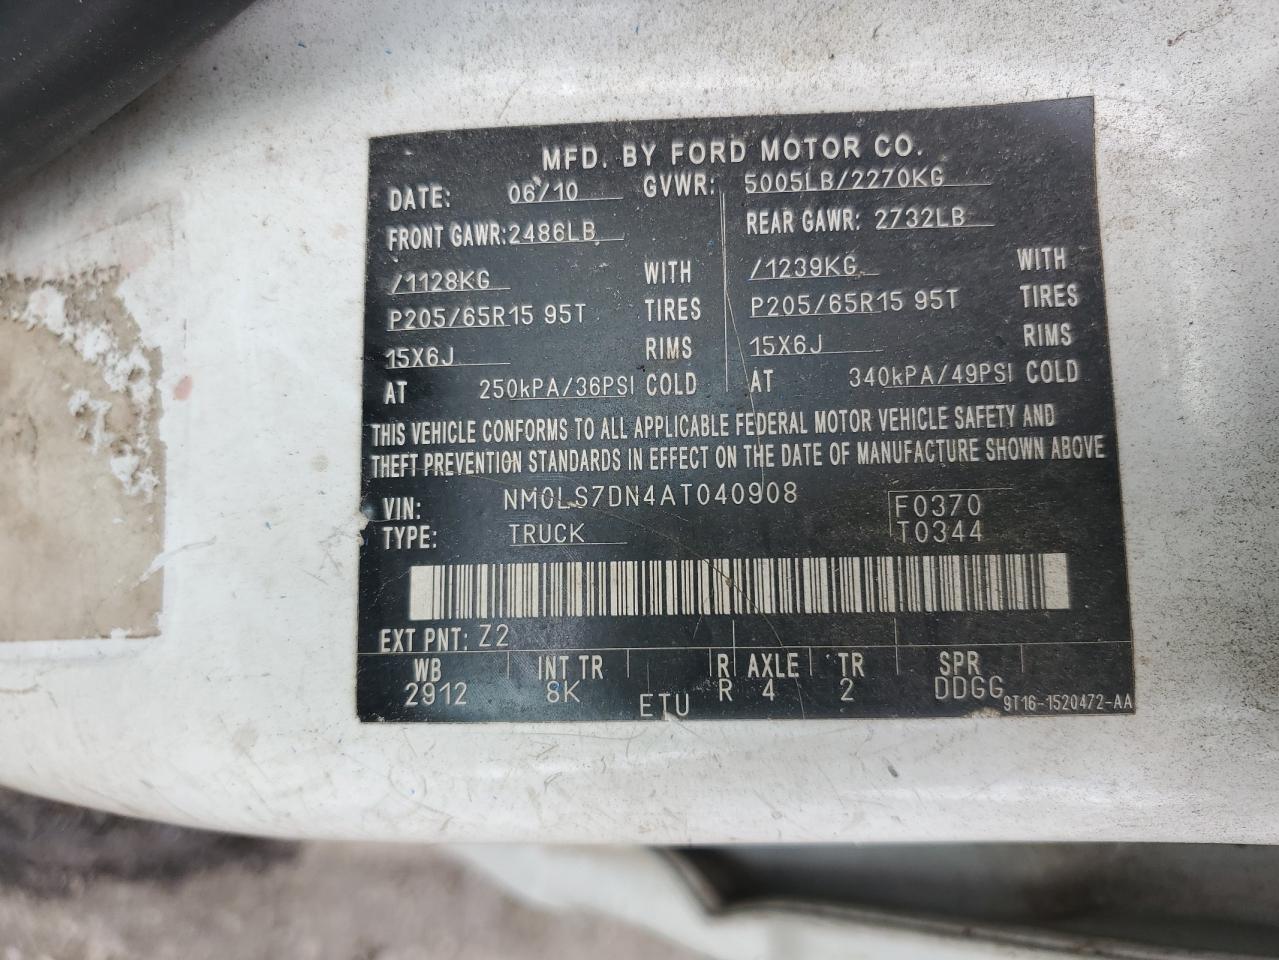 MFD. BY FORD MOTOR CO.
DATE: 06/10 GVWR: 5005LB/2270KG
FRONT GAWR: 2486LB REAR GAWR: 2732LB
/1128KG WITH /1239KG WITH
P205/65R15 95T TIRES P205/65R15 95T TIRES
15X6J RIMS 15X6J RIMS
AT 250kPA/36PSI COLD AT 340kPA/49PSI COLD
THIS VEHICLE CONFORMS TO ALL APPLICABLE FEDERAL MOTOR VEHICLE SAFETY AND
THEFT PREVENTION STANDARDS IN EFFECT ON THE DATE OF MANUFACTURE SHOWN ABOVE
VIN: NM0LS7DN4AT040908 F0370
TYPE: TRUCK T0344
EXT PNT: Z2
WB INT TR R AXLE TR SPR
2912 8K ETU R 4 2 DDGG 9T16-1520472-AA